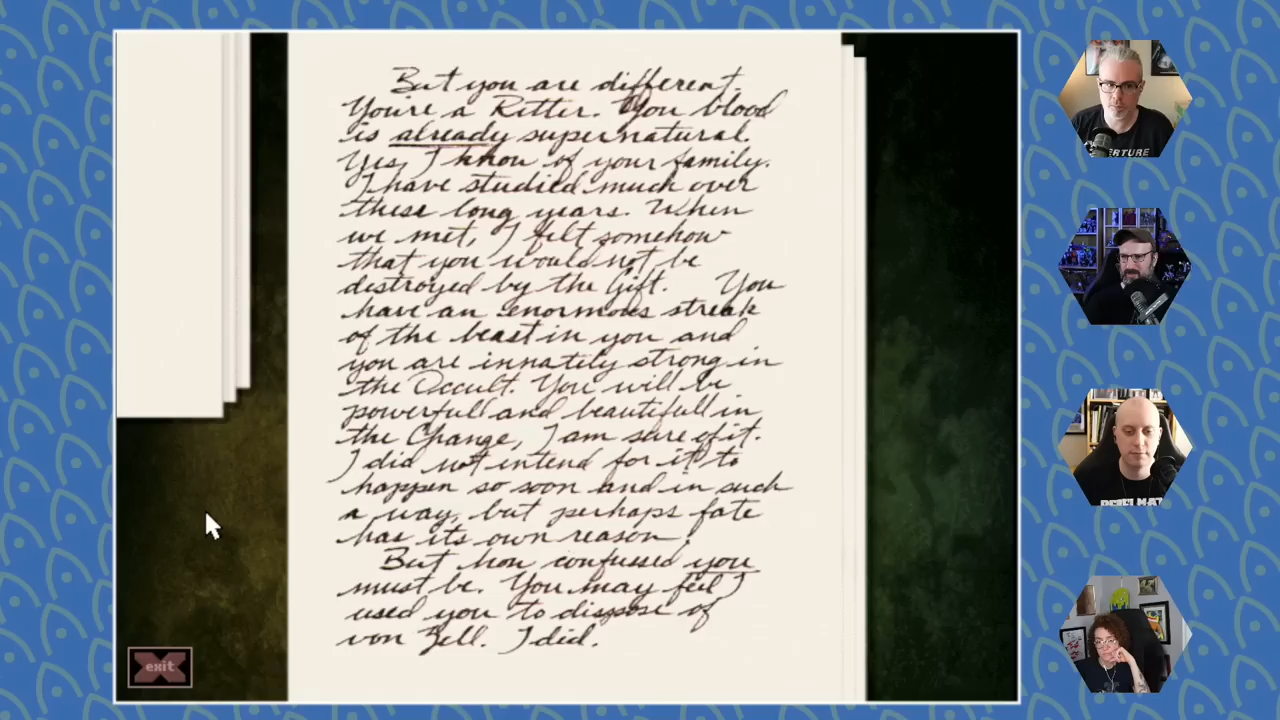 But you are different.
You're a Ritter. You blood
is already supernatural.
Yes, I know of your family.
I have studied much over
these long years. When
we met, I felt somehow
that you would not be
destroyed by the Gift. You
have an enormous streak
of the beast in you and
you are innately strong in
the Occult. You will be
powerfull and beautifull in
the Change, I am sure of it.
I did not intend for it to
happen so soon and in such
a way, but perhaps fate
has its own reason.
But how confused you
must be. You may feel I
used you to dispose of
von Zell. I did.
exit
ERTURE